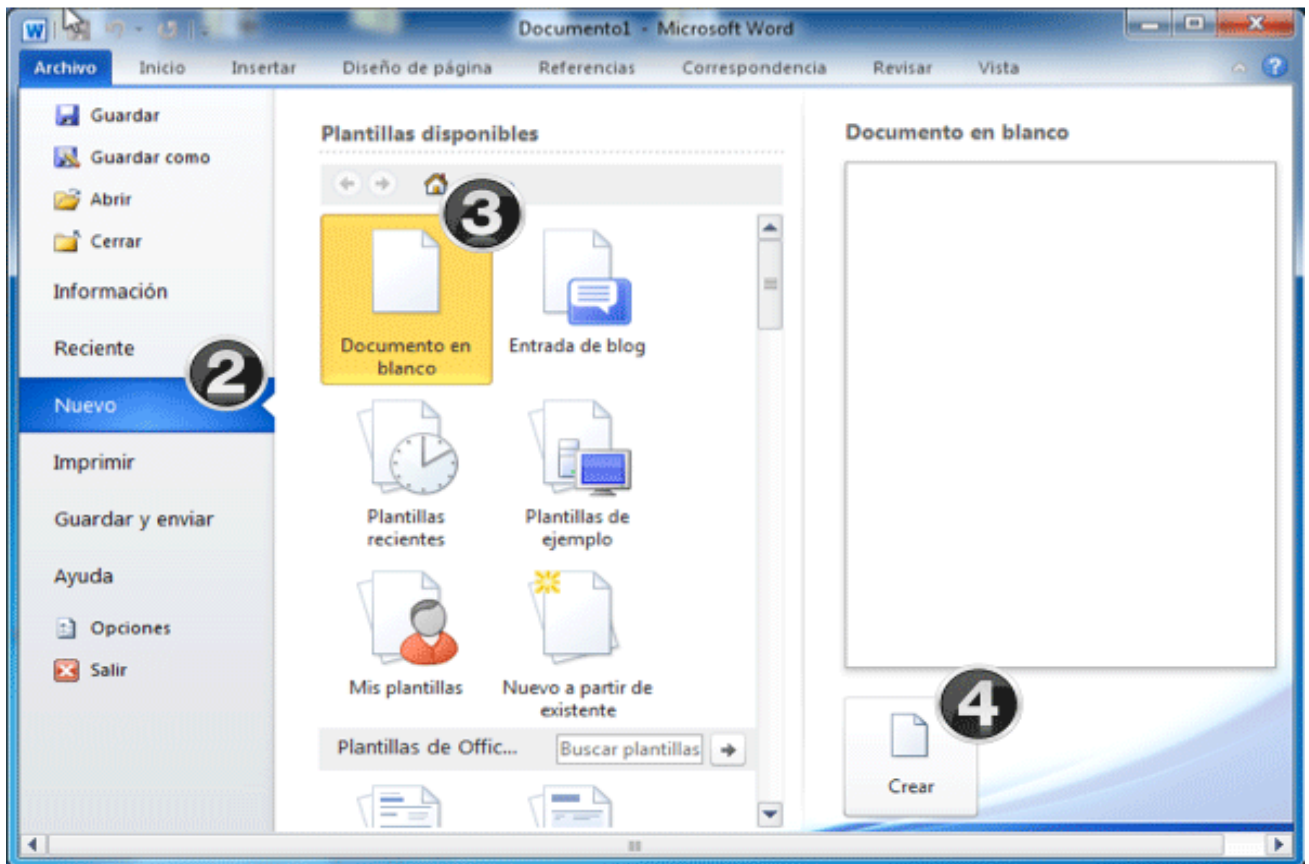 Documento1 - Microsoft Word
Archivo Inicio Insertar Diseño de página Referencias Correspondencia Revisar Vista
Guardar
Guardar como
Abrir
Cerrar
Información
Reciente
2
Nuevo
Imprimir
Guardar y enviar
Ayuda
Opciones
Salir
Plantillas disponibles
3
Documento en
blanco
Entrada de blog
Plantillas
recientes
Plantillas de
ejemplo
Mis plantillas
Nuevo a partir de
existente
Plantillas de Offic... Buscar plantillas
Documento en blanco
4
Crear